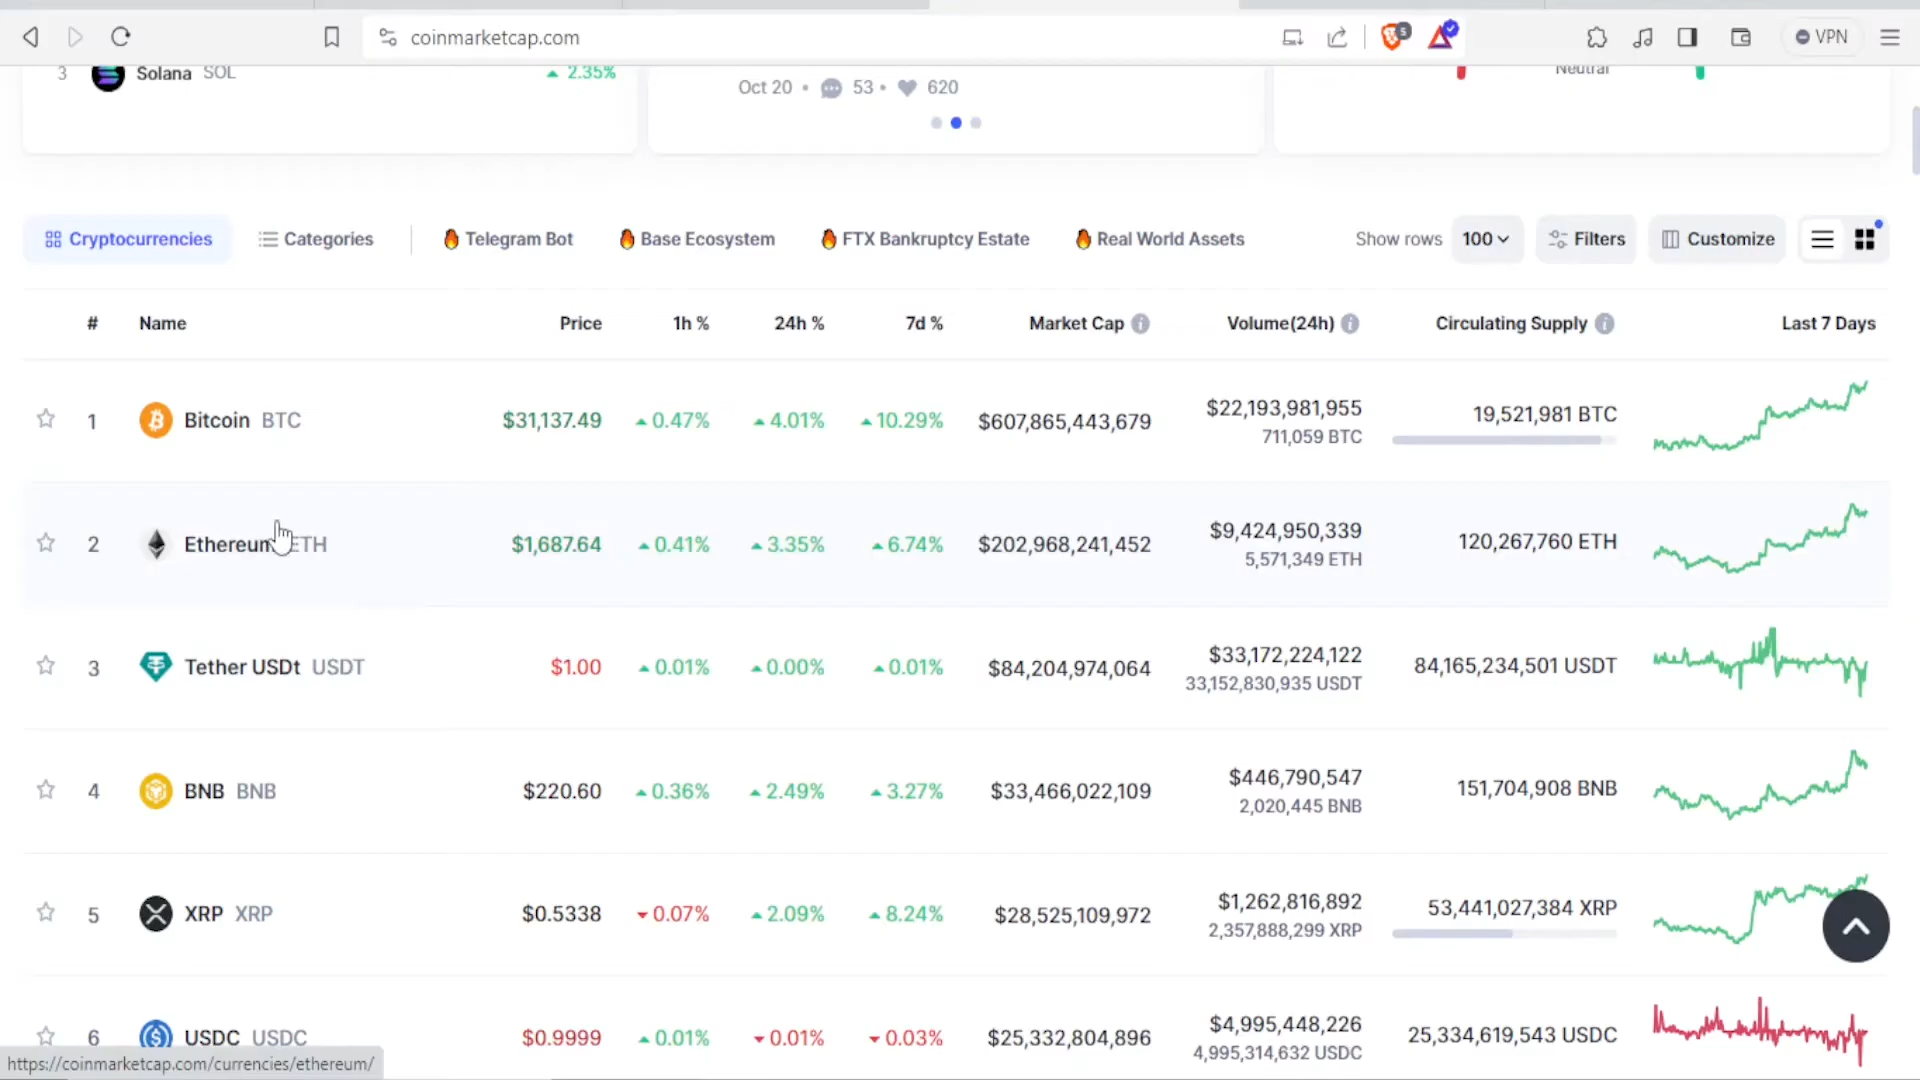 coinmarketcap.com
5
VPN
3 Solana SOL 2.35%
Oct 20 • 53 • 620
Neutral
Cryptocurrencies Categories Telegram Bot Base Ecosystem FTX Bankruptcy Estate Real World Assets Show rows 100 Filters Customize
# Name Price 1h % 24h % 7d % Market Cap Volume(24h) Circulating Supply Last 7 Days
1 Bitcoin BTC $31,137.49 0.47% 4.01% 10.29% $607,865,443,679 $22,193,981,955 19,521,981 BTC
711,059 BTC
2 Ethereum ETH $1,687.64 0.41% 3.35% 6.74% $202,968,241,452 $9,424,950,339 120,267,760 ETH
5,571,349 ETH
3 Tether USDt USDT $1.00 0.01% 0.00% 0.01% $84,204,974,064 $33,172,224,122 84,165,234,501 USDT
33,152,830,935 USDT
4 BNB BNB $220.60 0.36% 2.49% 3.27% $33,466,022,109 $446,790,547 151,704,908 BNB
2,020,445 BNB
5 XRP XRP $0.5338 0.07% 2.09% 8.24% $28,525,109,972 $1,262,816,892 53,441,027,384 XRP
2,357,888,299 XRP
6 USDC USDC $0.9999 0.01% 0.01% 0.03% $25,332,804,896 $4,995,448,226 25,334,619,543 USDC
4,995,314,632 USDC
https://coinmarketcap.com/currencies/ethereum/